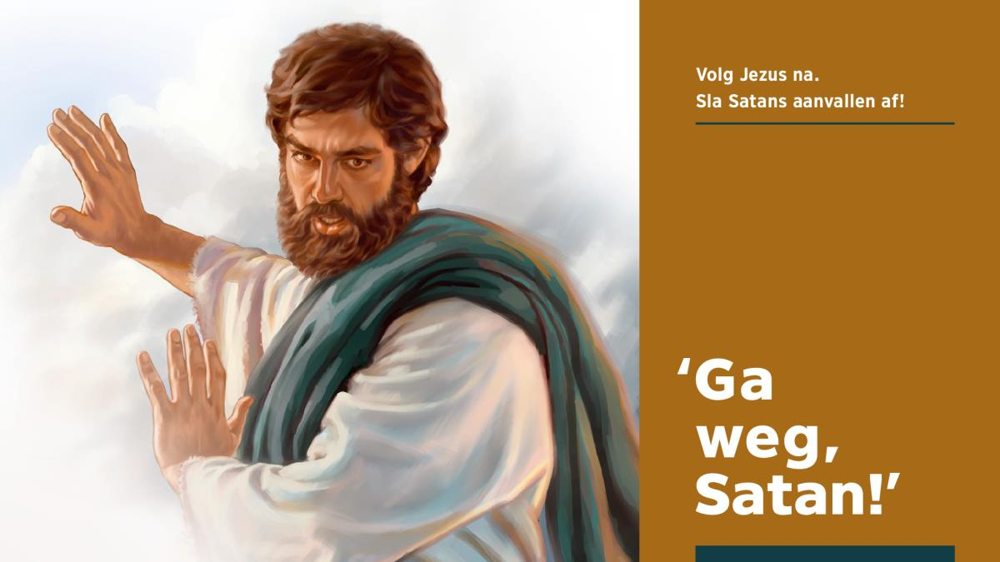 Volg Jezus na.
Sla Satans aanvallen af!
‘Ga
weg,
Satan!’